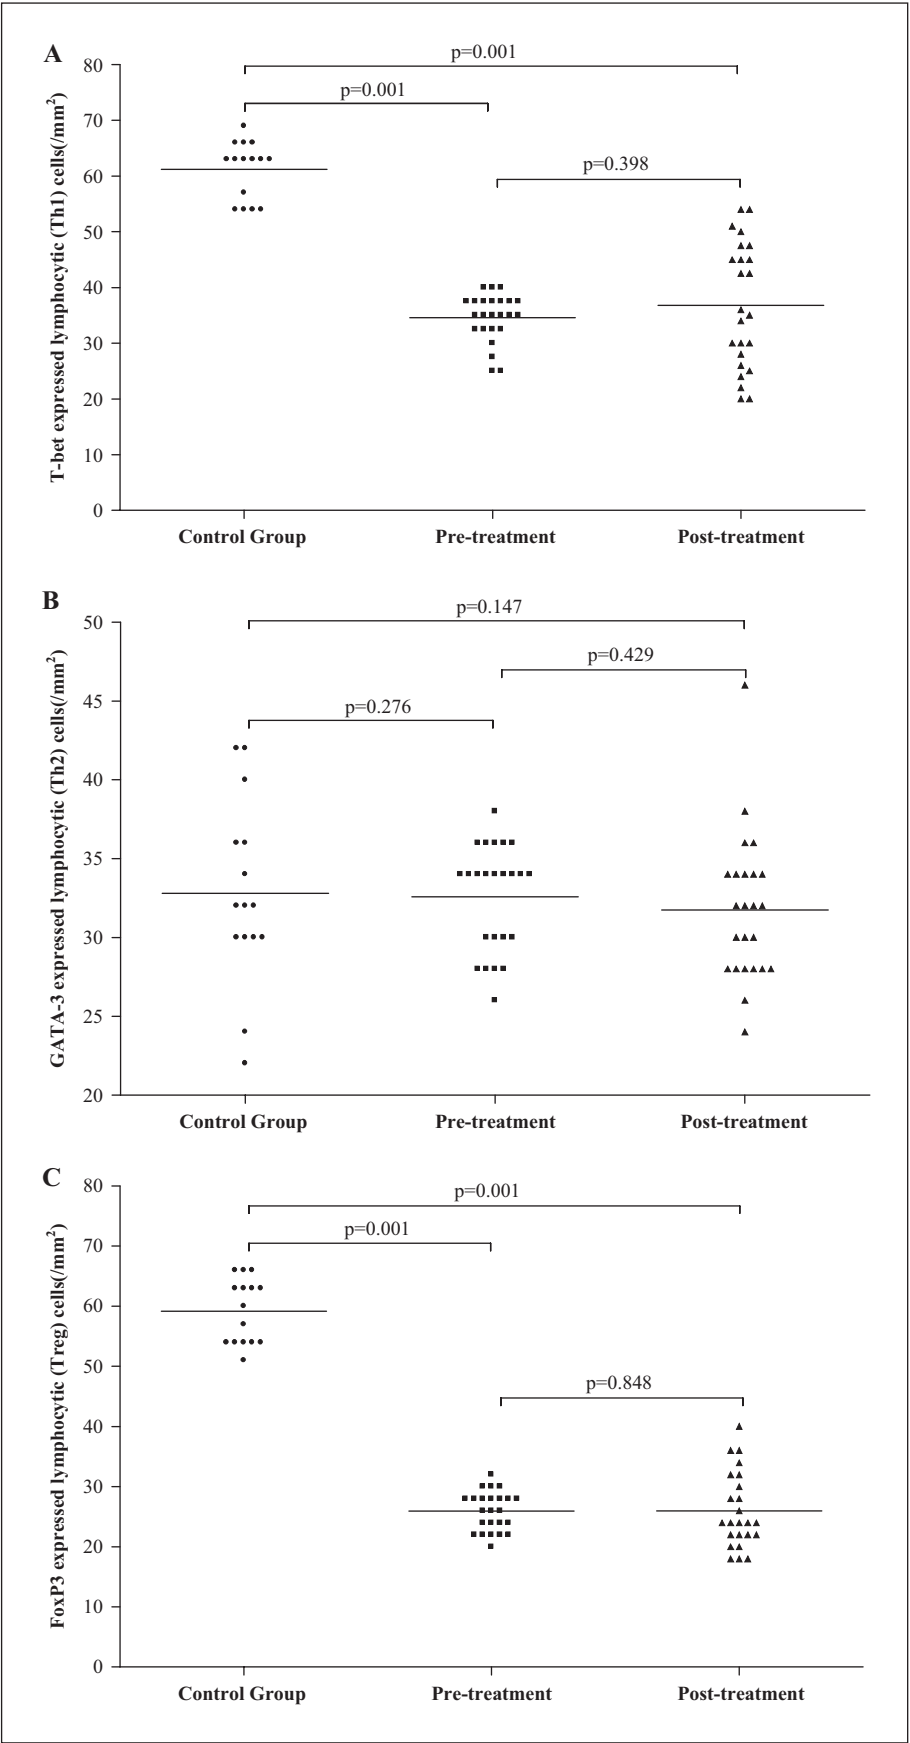 A
p=0.001
p=0.001
p=0.398
T-bet expressed lymphocytic (Th1) cells(/mm²)
80
70
60
50
40
30
20
10
0
Control Group Pre-treatment Post-treatment
B
p=0.147
p=0.429
p=0.276
GATA-3 expressed lymphocytic (Th2) cells(/mm²)
50
45
40
35
30
25
20
Control Group Pre-treatment Post-treatment
C
p=0.001
p=0.001
p=0.848
FoxP3 expressed lymphocytic (Treg) cells(/mm²)
80
70
60
50
40
30
20
10
0
Control Group Pre-treatment Post-treatment